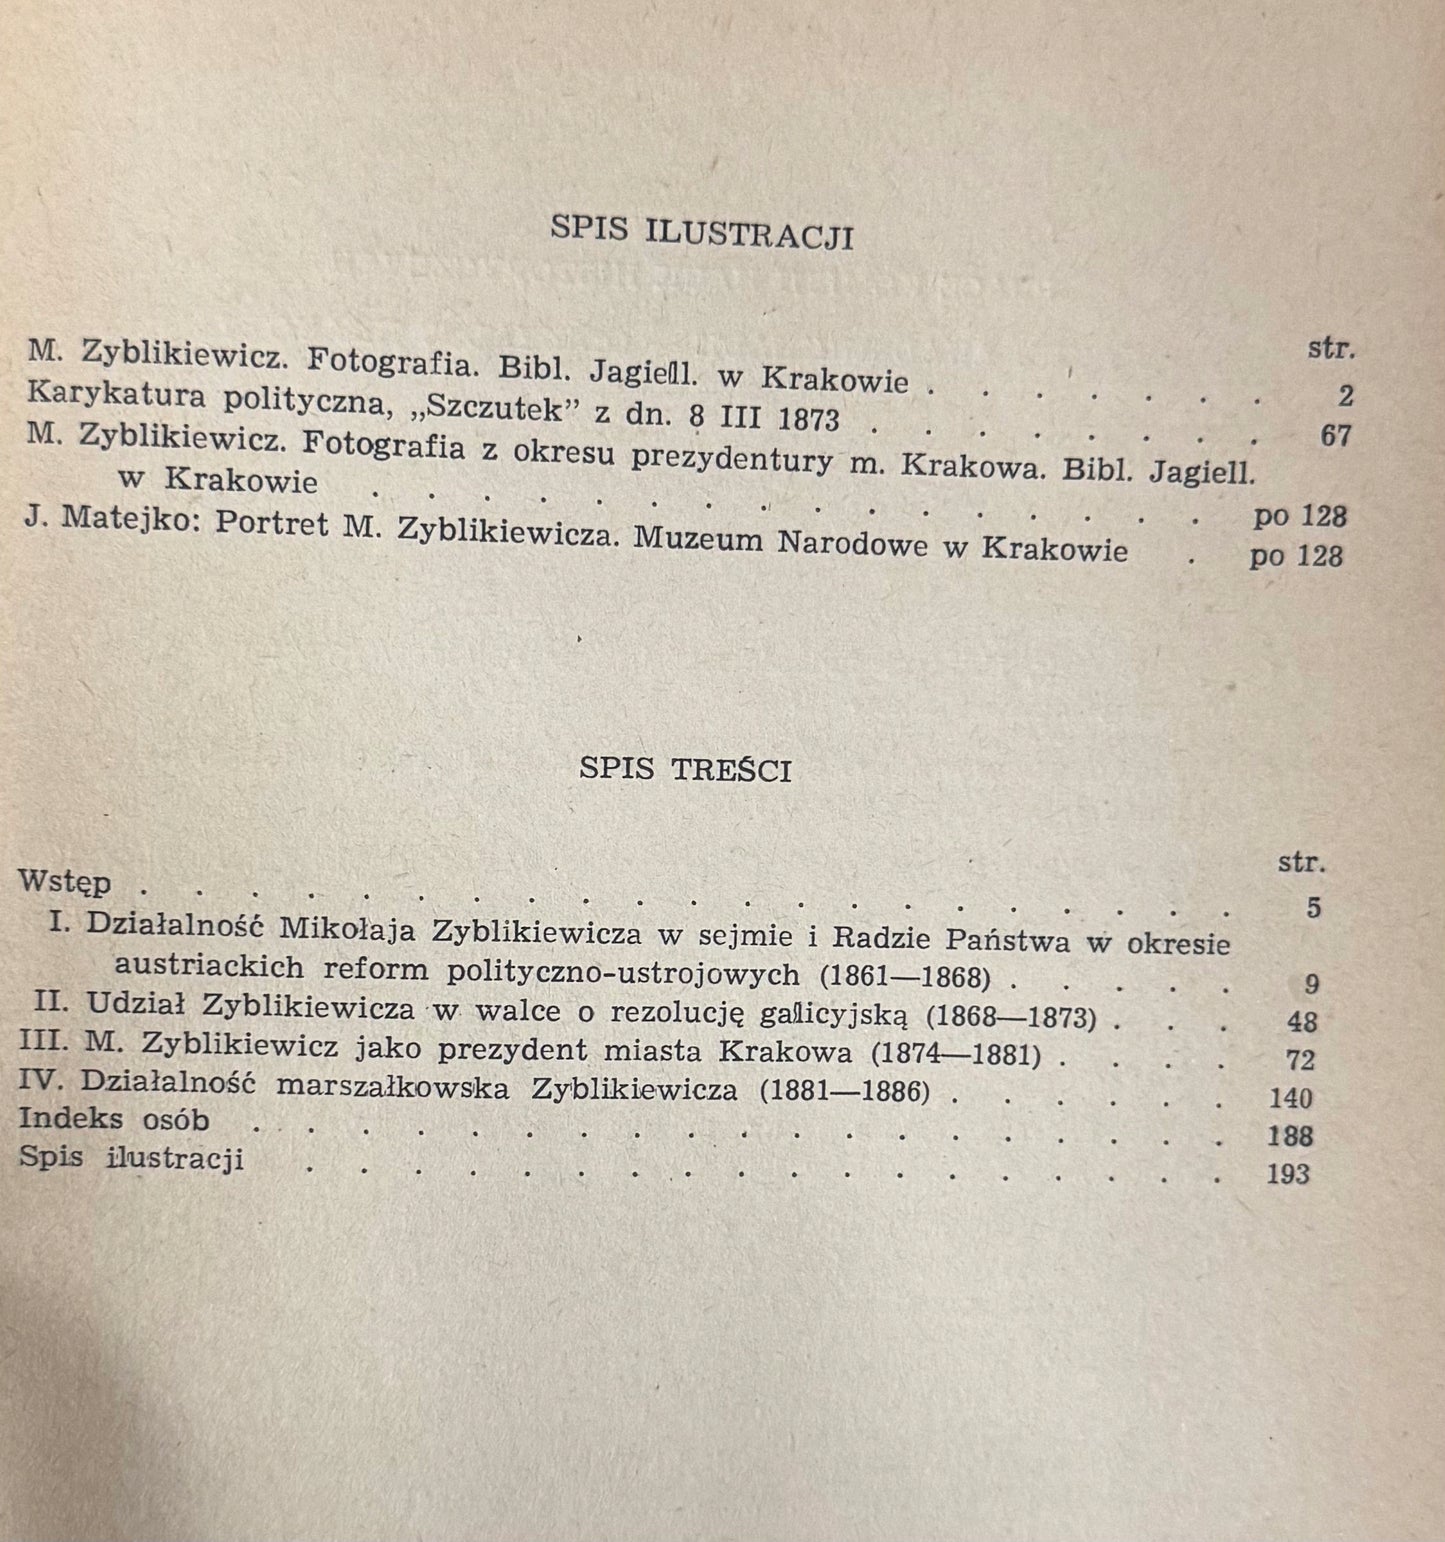 SPIS ILUSTRACJI
str.
M. Zyblikiewicz. Fotografia. Bibl. Jagiell. w Krakowie . . . . . . . 2
Karykatura polityczna, „Szczutek” z dn. 8 III 1873 . . . . . . . . 67
M. Zyblikiewicz. Fotografia z okresu prezydentury m. Krakowa. Bibl. Jagiell.
w Krakowie . . . . . . . . . . . . . . . . po 128
J. Matejko: Portret M. Zyblikiewicza. Muzeum Narodowe w Krakowie . po 128
SPIS TREŚCI
str.
Wstęp . . . . . . . . . . . . . . . . . . . . . 5
I. Działalność Mikołaja Zyblikiewicza w sejmie i Radzie Państwa w okresie
austriackich reform polityczno-ustrojowych (1861—1868) . . . . . 9
II. Udział Zyblikiewicza w walce o rezolucję galicyjską (1868—1873) . . . 48
III. M. Zyblikiewicz jako prezydent miasta Krakowa (1874—1881) . . . . 72
IV. Działalność marszałkowska Zyblikiewicza (1881—1886) . . . . . . 140
Indeks osób . . . . . . . . . . . . . . . . . . . 188
Spis ilustracji . . . . . . . . . . . . . . . . . . 193